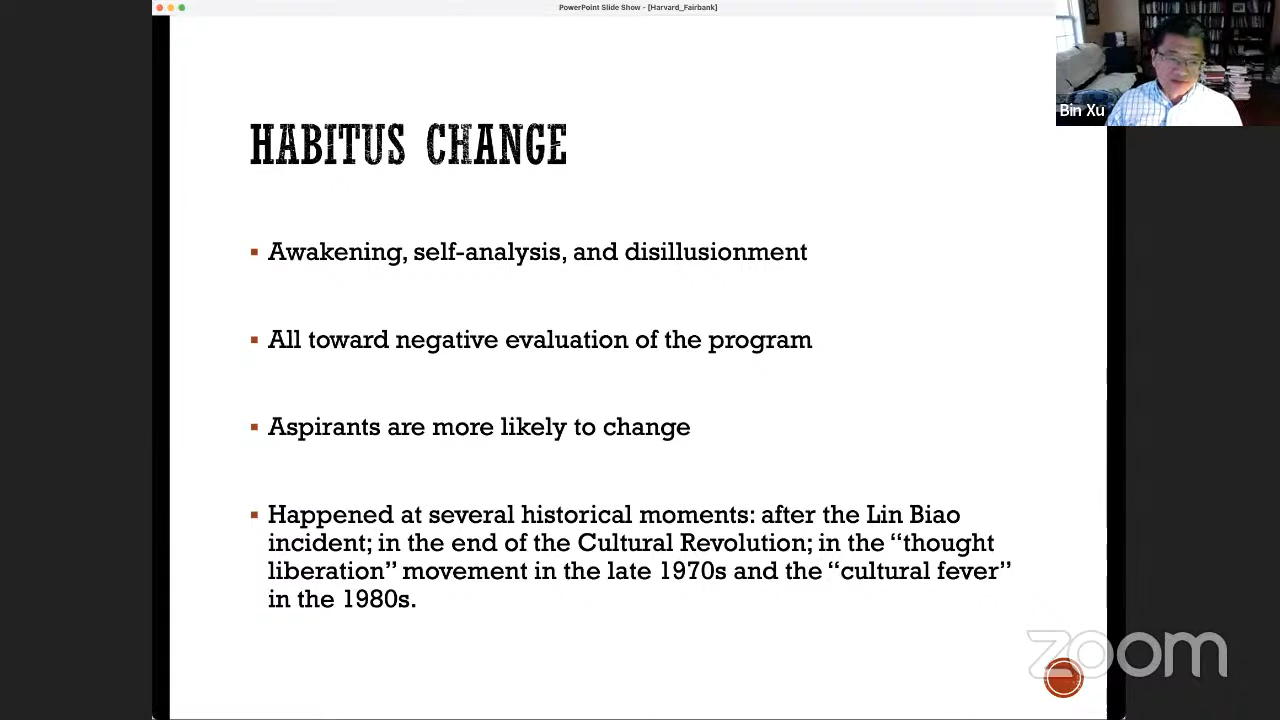 PowerPoint Slide Show - [Harvard_Fairbank]
Bin Xu
HABITUS CHANGE
▪ Awakening, self-analysis, and disillusionment
▪ All toward negative evaluation of the program
▪ Aspirants are more likely to change
▪ Happened at several historical moments: after the Lin Biao
incident; in the end of the Cultural Revolution; in the “thought
liberation” movement in the late 1970s and the “cultural fever”
in the 1980s.
zoom